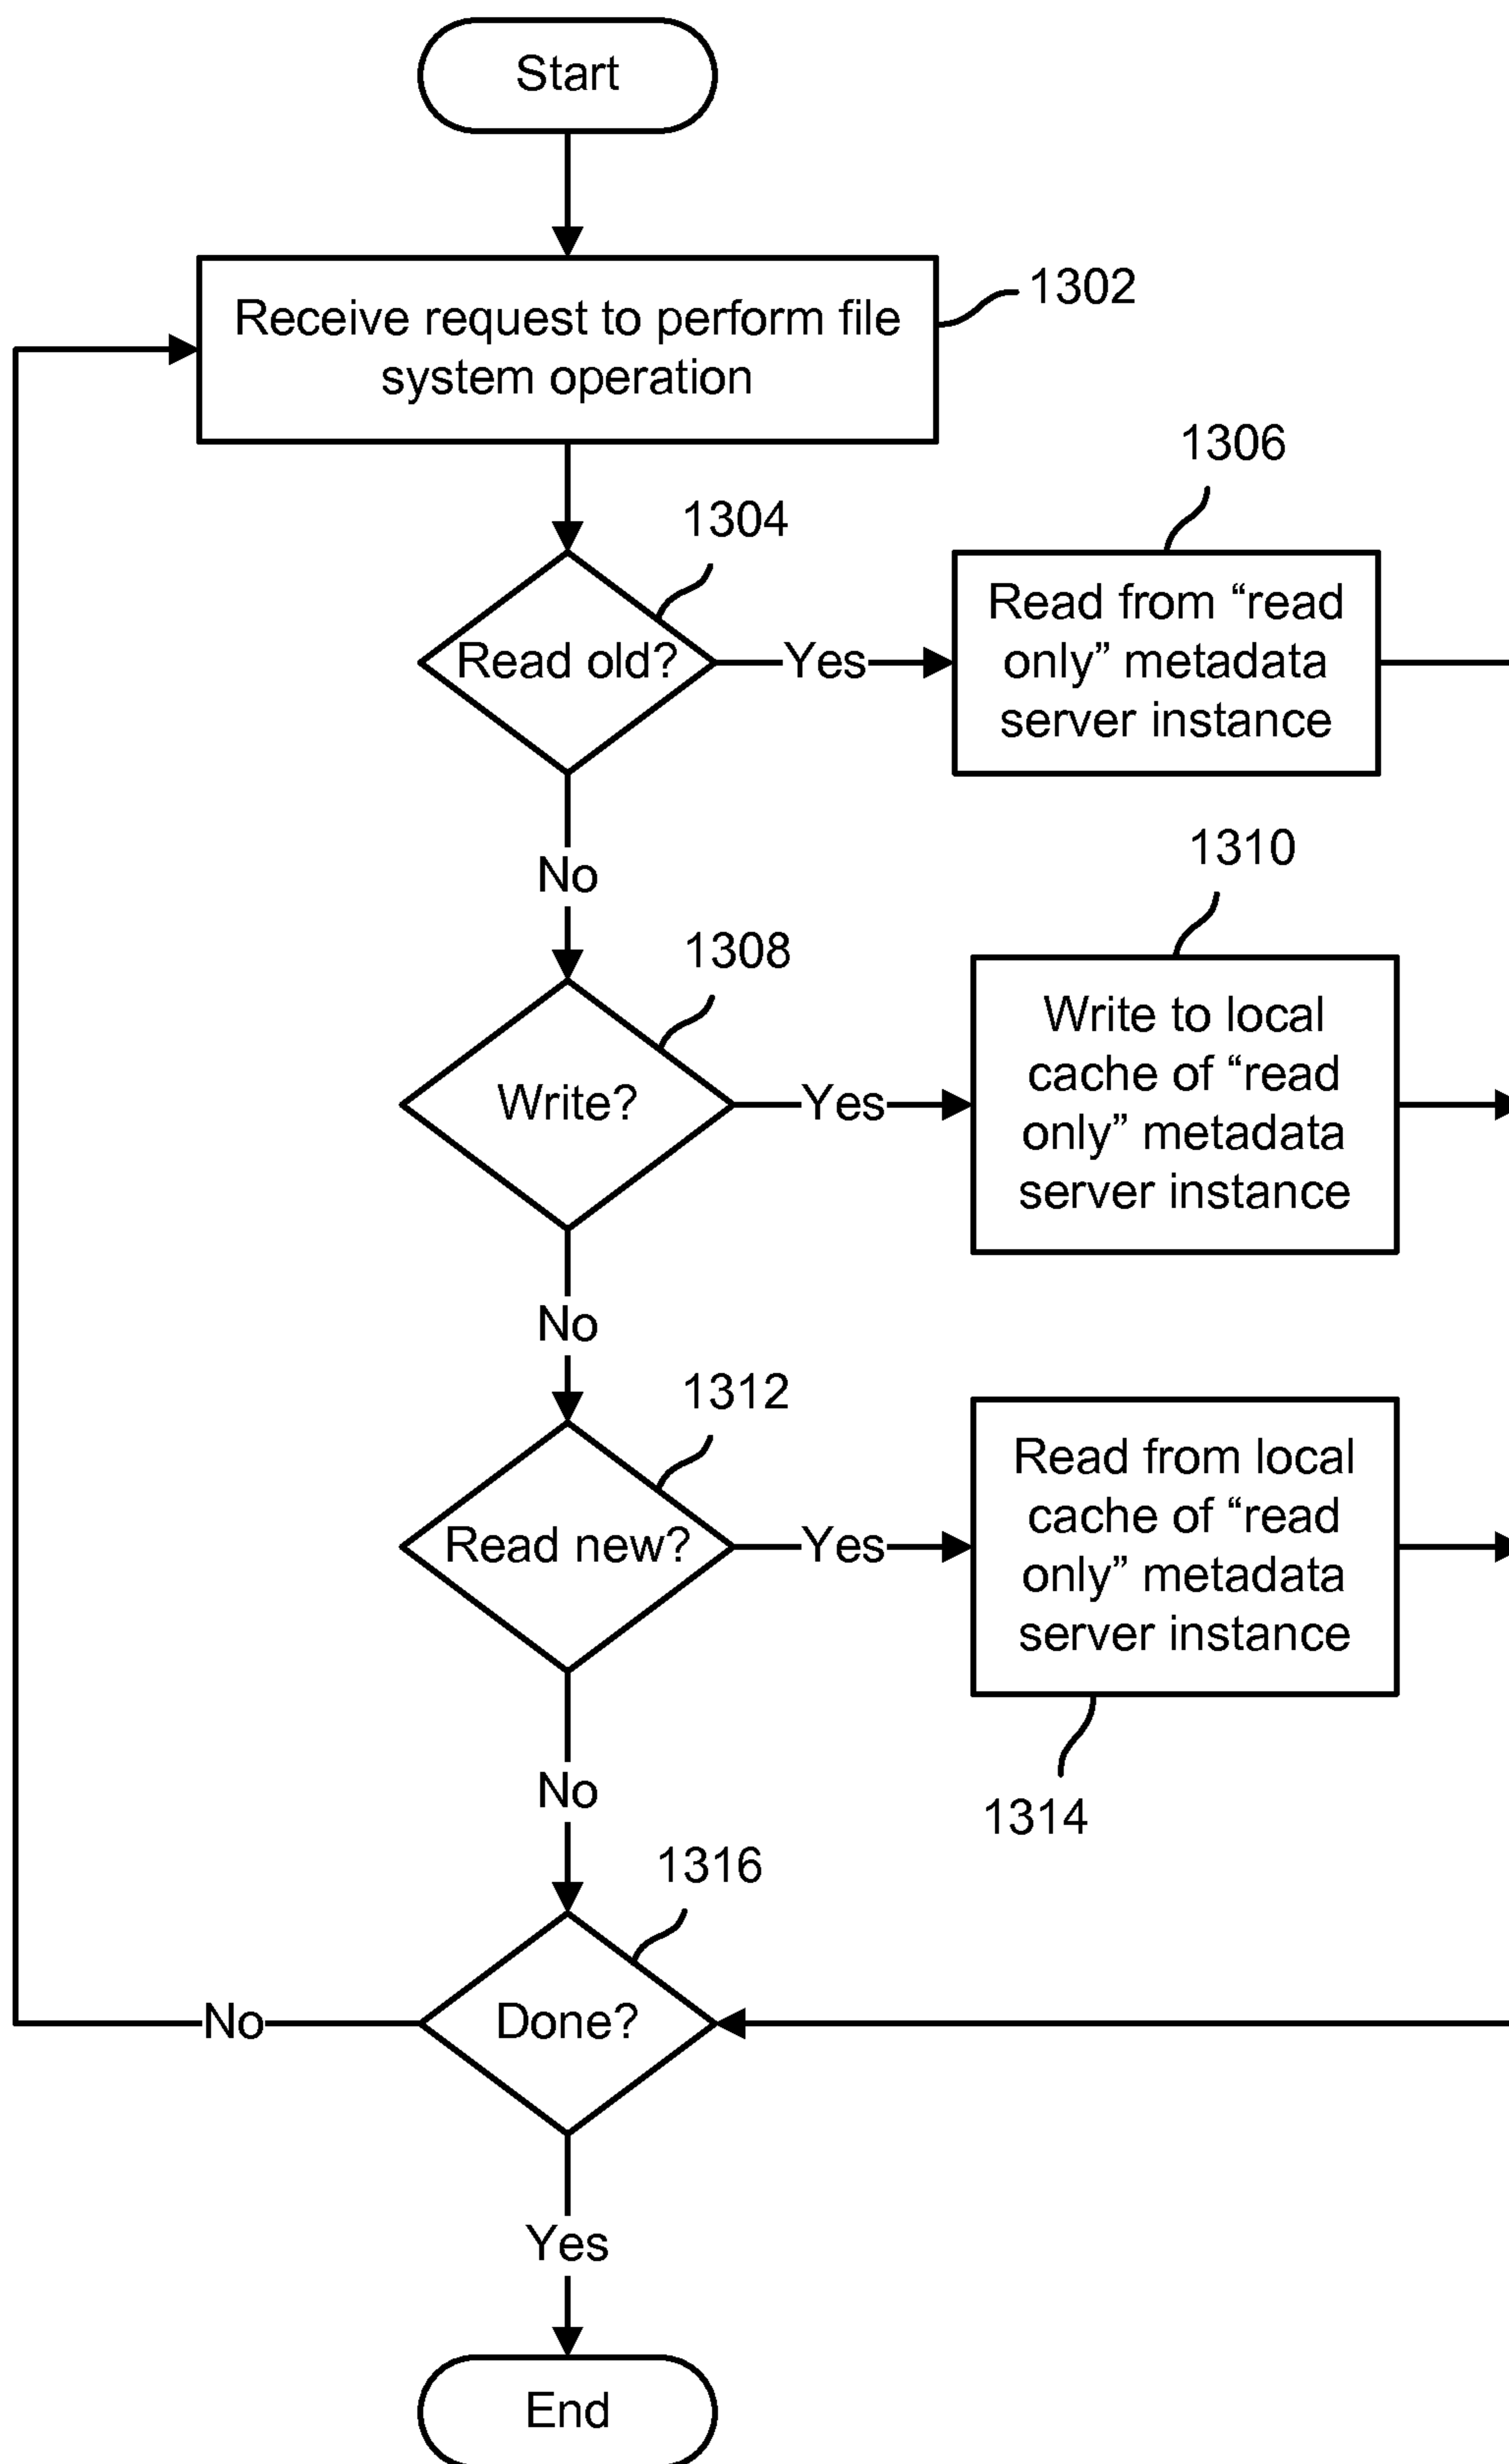 Start
Receive request to perform file
system operation
1302
1304
1306
Read old?
Yes
Read from “read
only” metadata
server instance
No
1308
1310
Write?
Yes
Write to local
cache of “read
only” metadata
server instance
No
1312
Read new?
Yes
Read from local
cache of “read
only” metadata
server instance
1314
No
1316
Done?
No
Yes
End